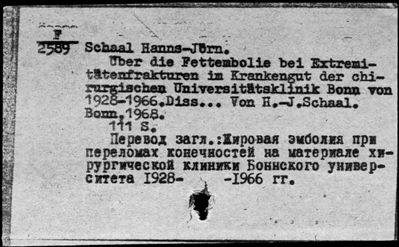 F
2589
Schaal Hanns-Jörn.
Über die Fettembolie bei Extremi-
tätenfrakturen im Krankengut der chi-
rurgischen Universitätsklinik Bonn von
1928-1966.Diss... Von H.-J.Schaal.
Bonn,1968.
111 S.
Перевод загл.:Жировая эмболия при
переломах конечностей на материале хи-
рургической клиники Боннского универ-
ситета 1928- -1966 гг.